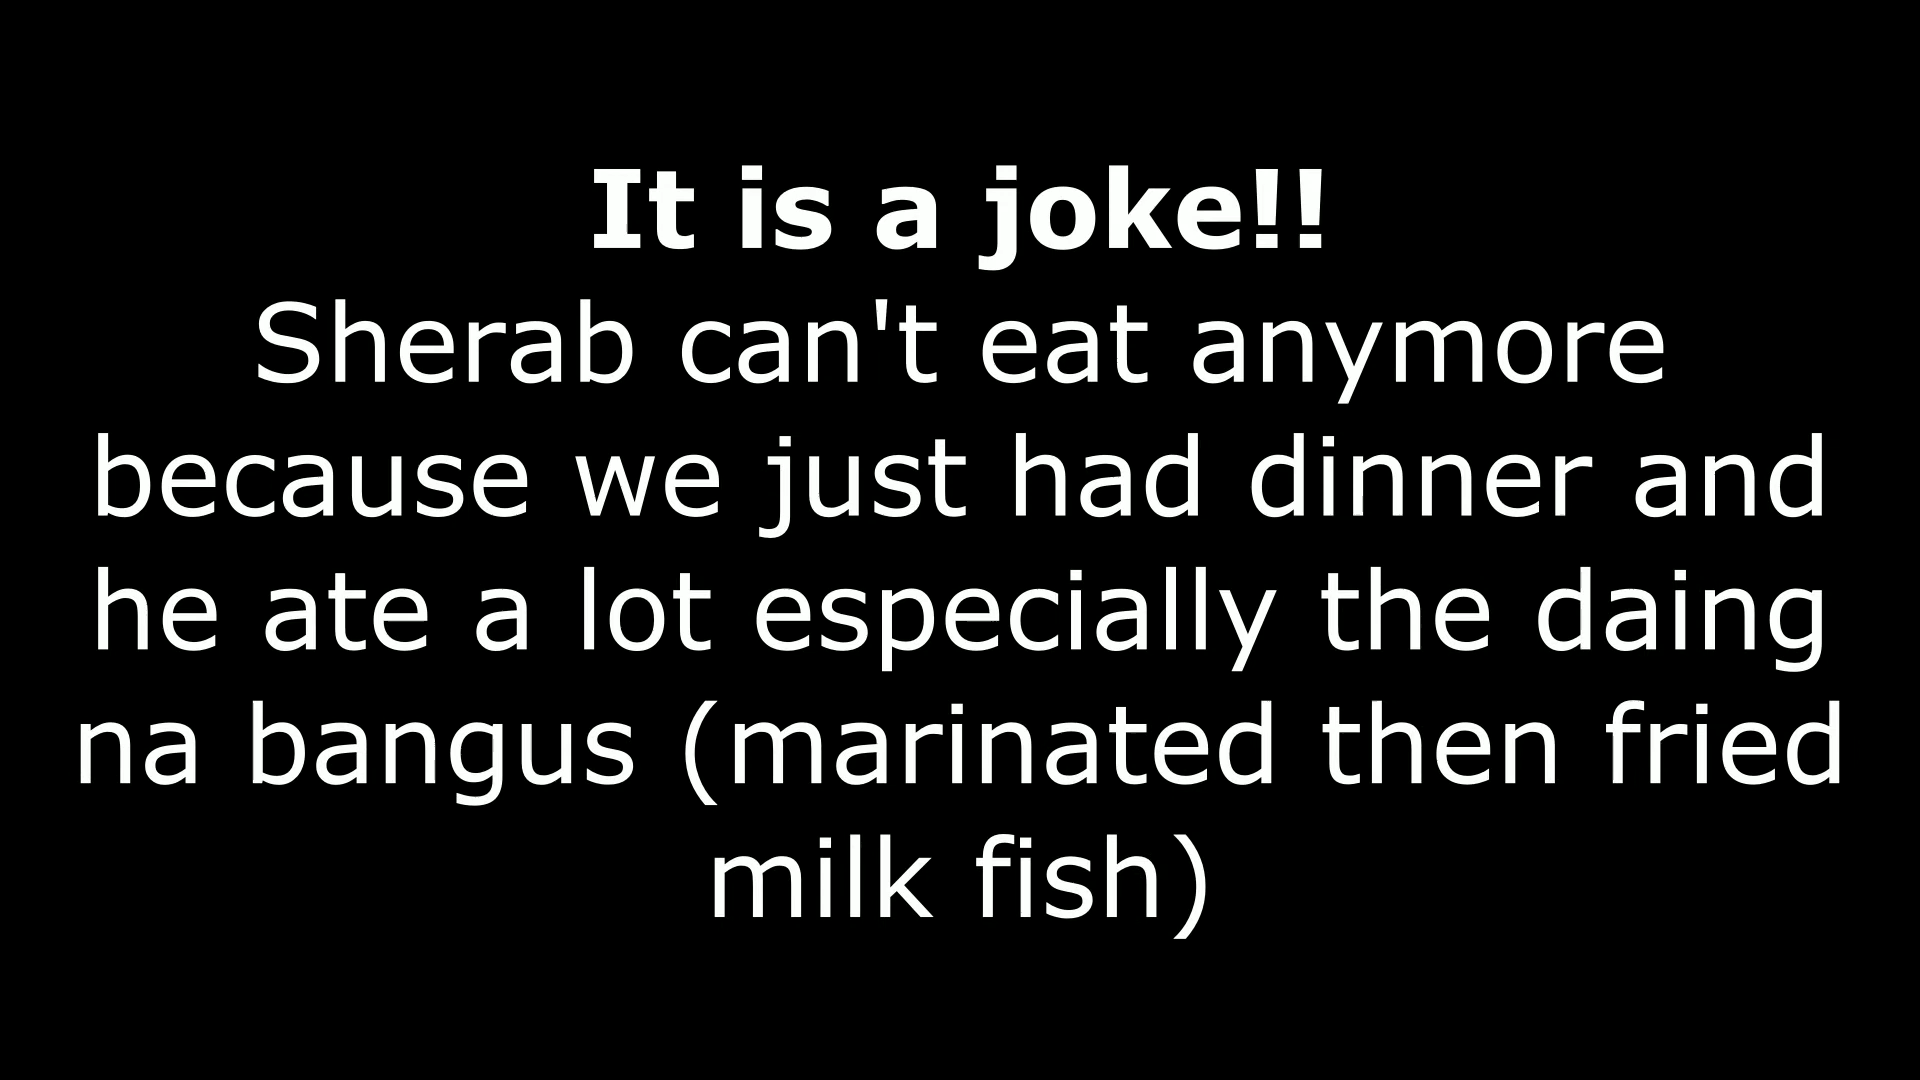 It is a joke!!
Sherab can't eat anymore
because we just had dinner and
he ate a lot especially the daing
na bangus (marinated then fried
milk fish)